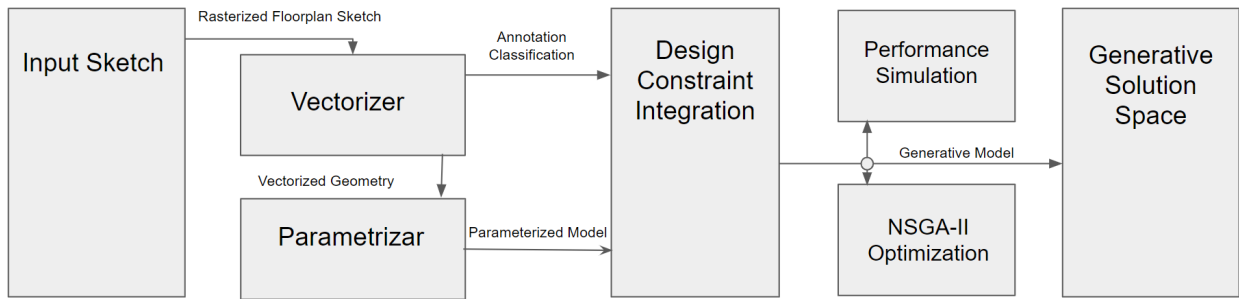 Input Sketch
Rasterized Floorplan Sketch
Vectorizer
Annotation
Classification
Vectorized Geometry
Parametrizar
Parameterized Model
Design
Constraint
Integration
Performance
Simulation
Generative Model
NSGA-II
Optimization
Generative
Solution
Space